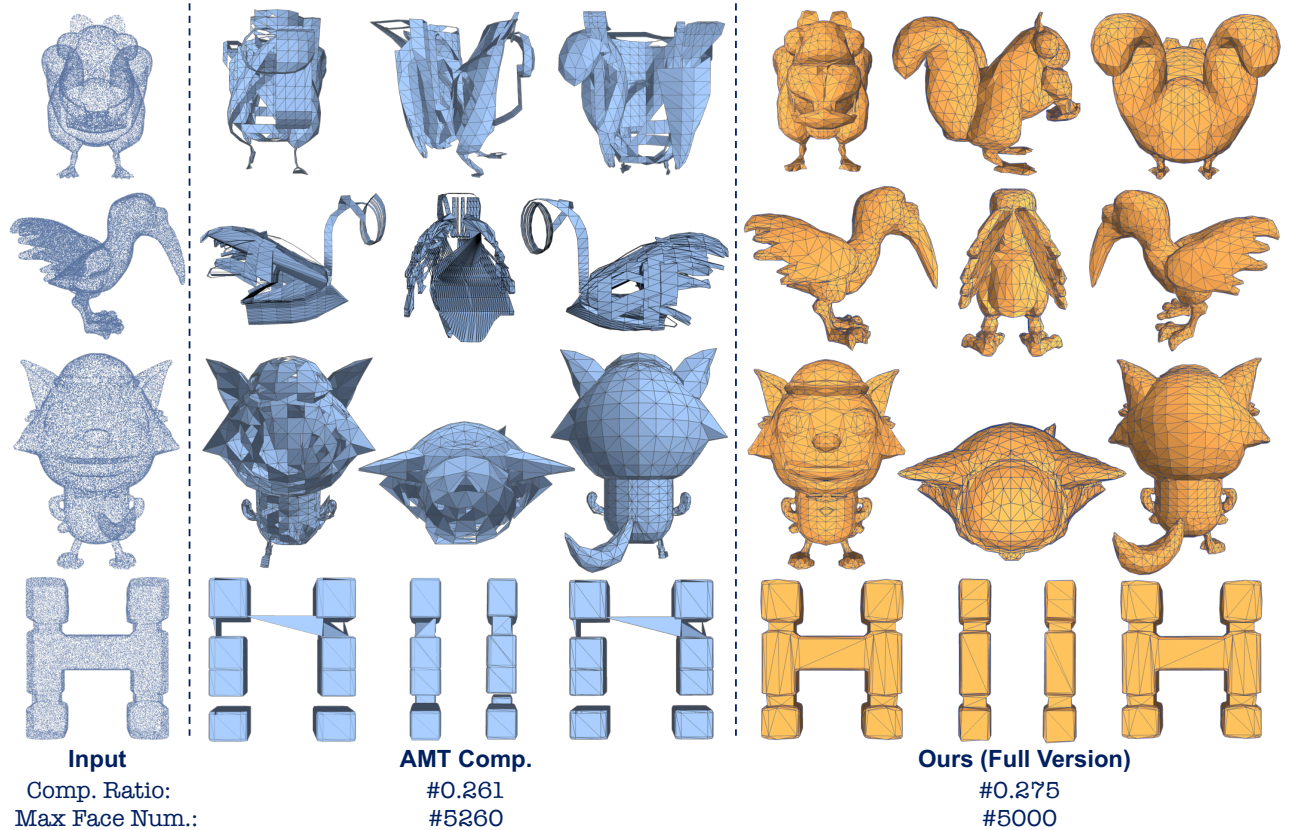 Input AMT Comp. Ours (Full Version)
Comp. Ratio: #0.261 #0.275
Max Face Num.: #5260 #5000